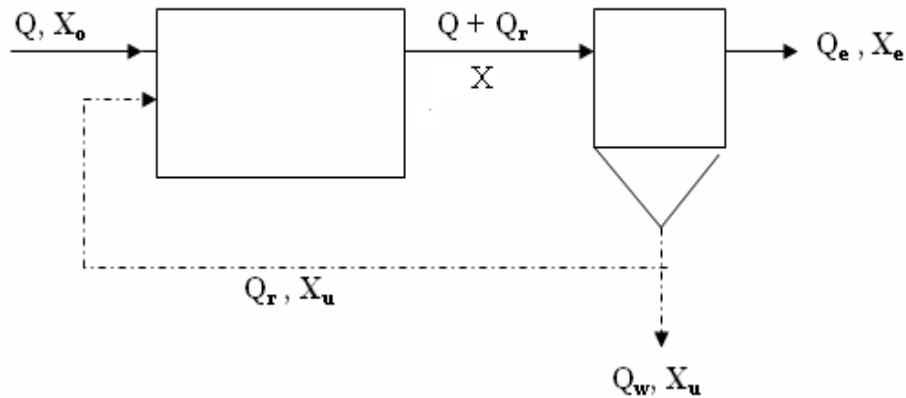 Q, Xo
Q + Qr
X
Qe , Xe
Qr , Xu
Qw, Xu